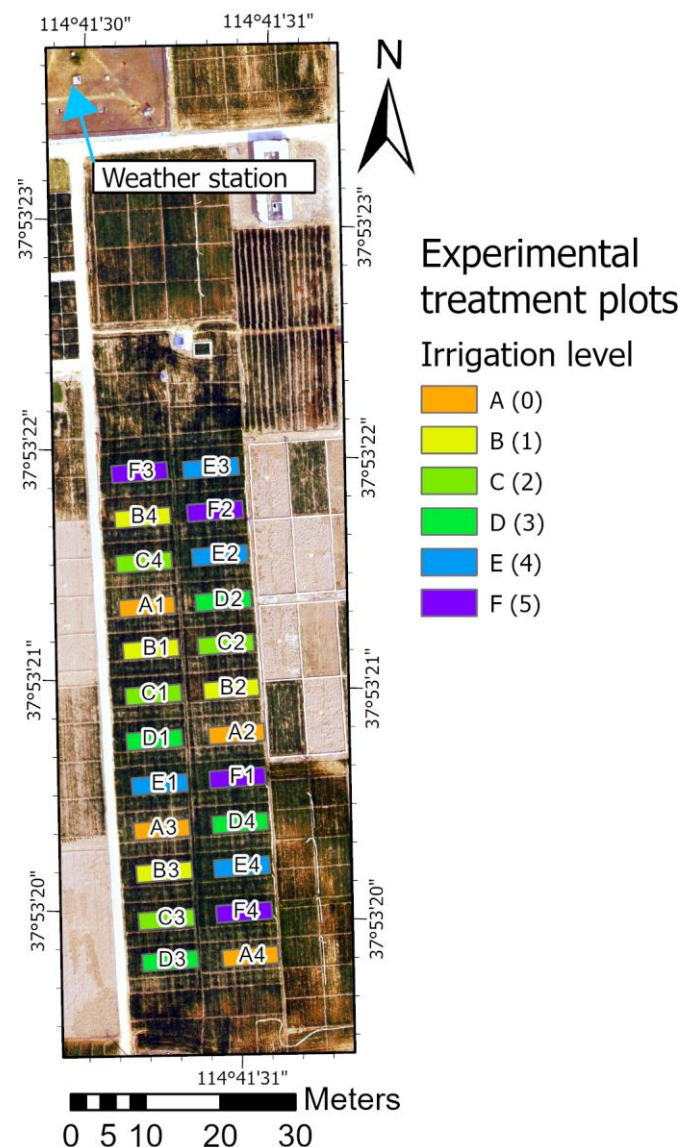 114°41'30" 114°41'31"
N
Weather station
37°53'23" 37°53'23"
Experimental
treatment plots
Irrigation level
A (0)
B (1)
C (2)
D (3)
E (4)
F (5)
37°53'22" 37°53'22"
F3 E3
B4 F2
C4 E2
A1 D2
B1 C2
37°53'21" 37°53'21"
C1 B2
D1 A2
E1 F1
A3 D4
B3 E4
37°53'20" 37°53'20"
C3 F4
D3 A4
114°41'31"
Meters
0 5 10 20 30